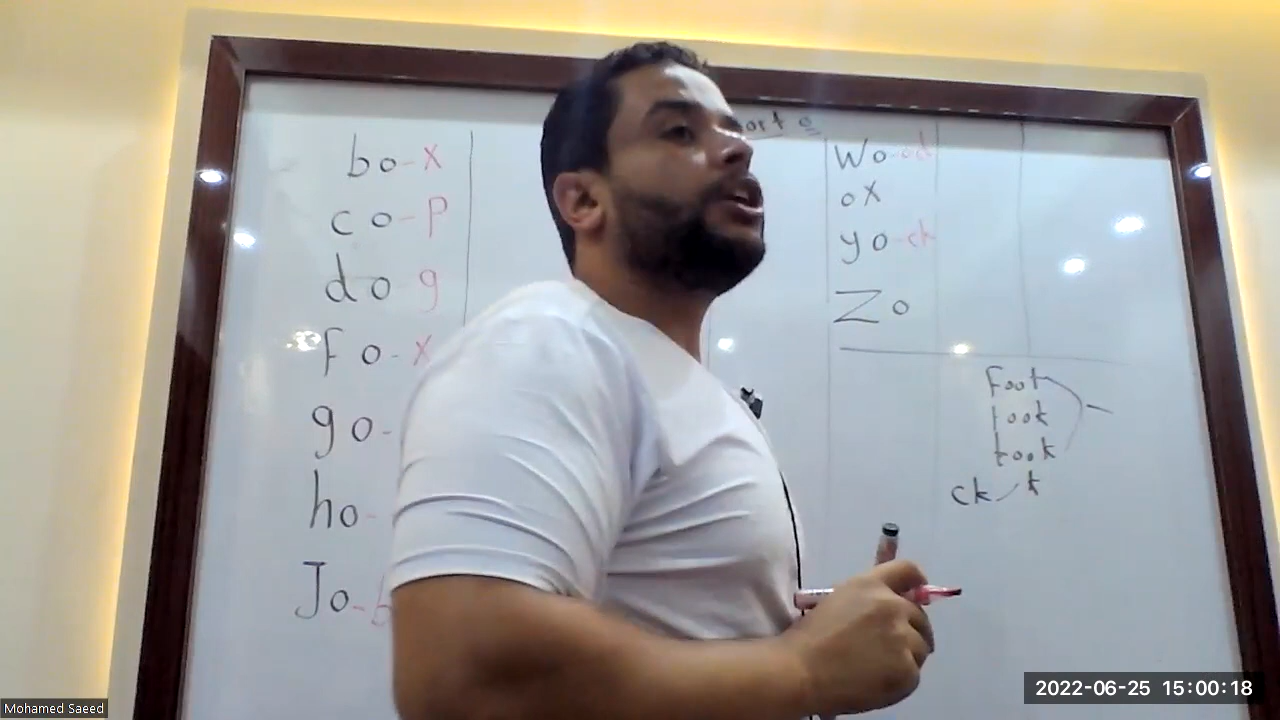 bo-x
co-p
do g
fo-x
go-
ho-
Jo-b
wo-od
ox
yo-ck
Zo
Foot
took
ck k
Mohamed Saeed
2022-06-25 15:00:18